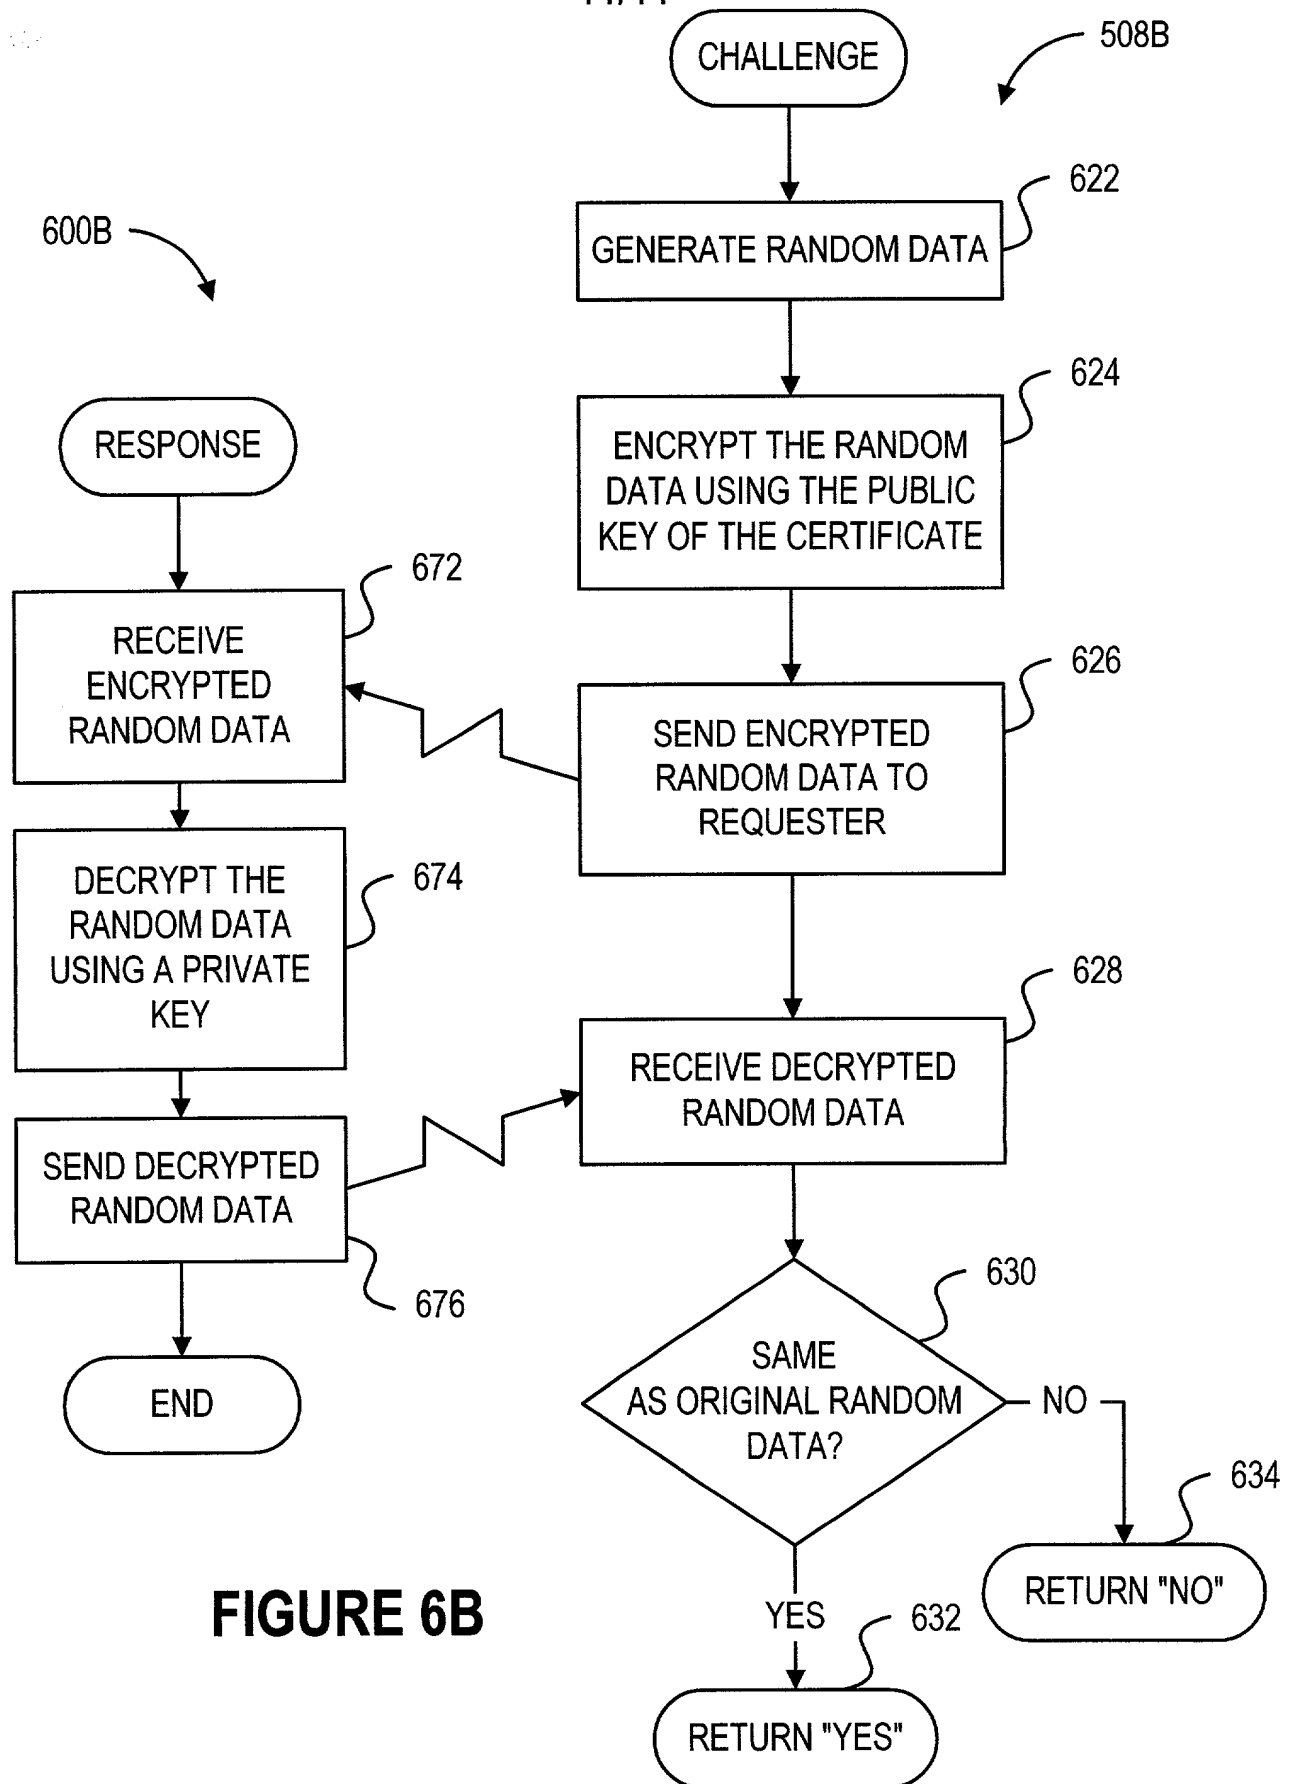 CHALLENGE
508B
622
GENERATE RANDOM DATA
600B
624
ENCRYPT THE RANDOM
DATA USING THE PUBLIC
KEY OF THE CERTIFICATE
RESPONSE
672
RECEIVE
ENCRYPTED
RANDOM DATA
626
SEND ENCRYPTED
RANDOM DATA TO
REQUESTER
674
DECRYPT THE
RANDOM DATA
USING A PRIVATE
KEY
628
RECEIVE DECRYPTED
RANDOM DATA
SEND DECRYPTED
RANDOM DATA
676
END
630
SAME
AS ORIGINAL RANDOM
DATA?
NO
634
RETURN "NO"
YES
632
RETURN "YES"
FIGURE 6B